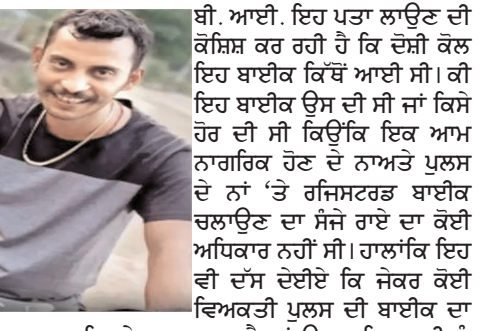 ਬੀ. ਆਈ. ਇਹ ਪਤਾ ਲਾਉਣ ਦੀ
ਕੋਸ਼ਿਸ਼ ਕਰ ਰਹੀ ਹੈ ਕਿ ਦੋਸ਼ੀ ਕੋਲ
ਇਹ ਬਾਈਕ ਕਿੱਥੋਂ ਆਈ ਸੀ। ਕੀ
ਇਹ ਬਾਈਕ ਉਸ ਦੀ ਸੀ ਜਾਂ ਕਿਸੇ
ਹੋਰ ਦੀ ਸੀ ਕਿਉਂਕਿ ਇਕ ਆਮ
ਨਾਗਰਿਕ ਹੋਣ ਦੇ ਨਾਅਤੇ ਪੁਲਸ
ਦੇ ਨਾਂ ‘ਤੇ ਰਜਿਸਟਰਡ ਬਾਈਕ
ਚਲਾਉਣ ਦਾ ਸੰਜੇ ਰਾਏ ਦਾ ਕੋਈ
ਅਧਿਕਾਰ ਨਹੀਂ ਸੀ। ਹਾਲਾਂਕਿ ਇਹ
ਵੀ ਦੱਸ ਦੇਈਏ ਕਿ ਜੇਕਰ ਕੋਈ
ਵਿਅਕਤੀ ਪੁਲਸ ਦੀ ਬਾਈਕ ਦਾ